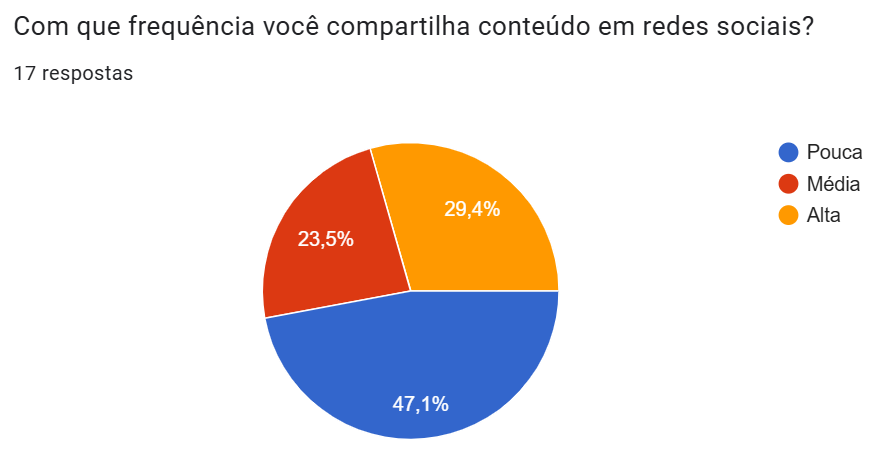 Com que frequência você compartilha conteúdo em redes sociais?
17 respostas
Pouca
Média
Alta
29,4%
23,5%
47,1%